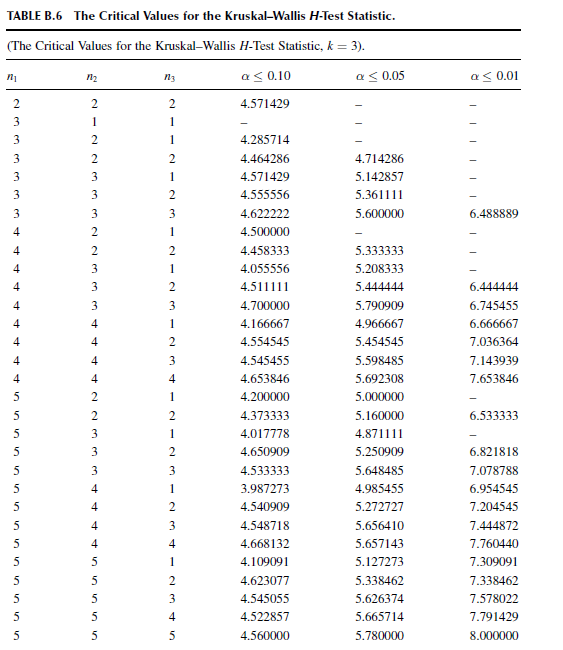 TABLE B.6 The Critical Values for the Kruskal–Wallis H-Test Statistic.
(The Critical Values for the Kruskal–Wallis H-Test Statistic, k = 3).
n1 n2 n3 α ≤ 0.10 α ≤ 0.05 α ≤ 0.01
2 2 2 4.571429 – –
3 1 1 – – –
3 2 1 4.285714 – –
3 2 2 4.464286 4.714286 –
3 3 1 4.571429 5.142857 –
3 3 2 4.555556 5.361111 –
3 3 3 4.622222 5.600000 6.488889
4 2 1 4.500000 – –
4 2 2 4.458333 5.333333 –
4 3 1 4.055556 5.208333 –
4 3 2 4.511111 5.444444 6.444444
4 3 3 4.700000 5.790909 6.745455
4 4 1 4.166667 4.966667 6.666667
4 4 2 4.554545 5.454545 7.036364
4 4 3 4.545455 5.598485 7.143939
4 4 4 4.653846 5.692308 7.653846
5 2 1 4.200000 5.000000 –
5 2 2 4.373333 5.160000 6.533333
5 3 1 4.017778 4.871111 –
5 3 2 4.650909 5.250909 6.821818
5 3 3 4.533333 5.648485 7.078788
5 4 1 3.987273 4.985455 6.954545
5 4 2 4.540909 5.272727 7.204545
5 4 3 4.548718 5.656410 7.444872
5 4 4 4.668132 5.657143 7.760440
5 5 1 4.109091 5.127273 7.309091
5 5 2 4.623077 5.338462 7.338462
5 5 3 4.545055 5.626374 7.578022
5 5 4 4.522857 5.665714 7.791429
5 5 5 4.560000 5.780000 8.000000